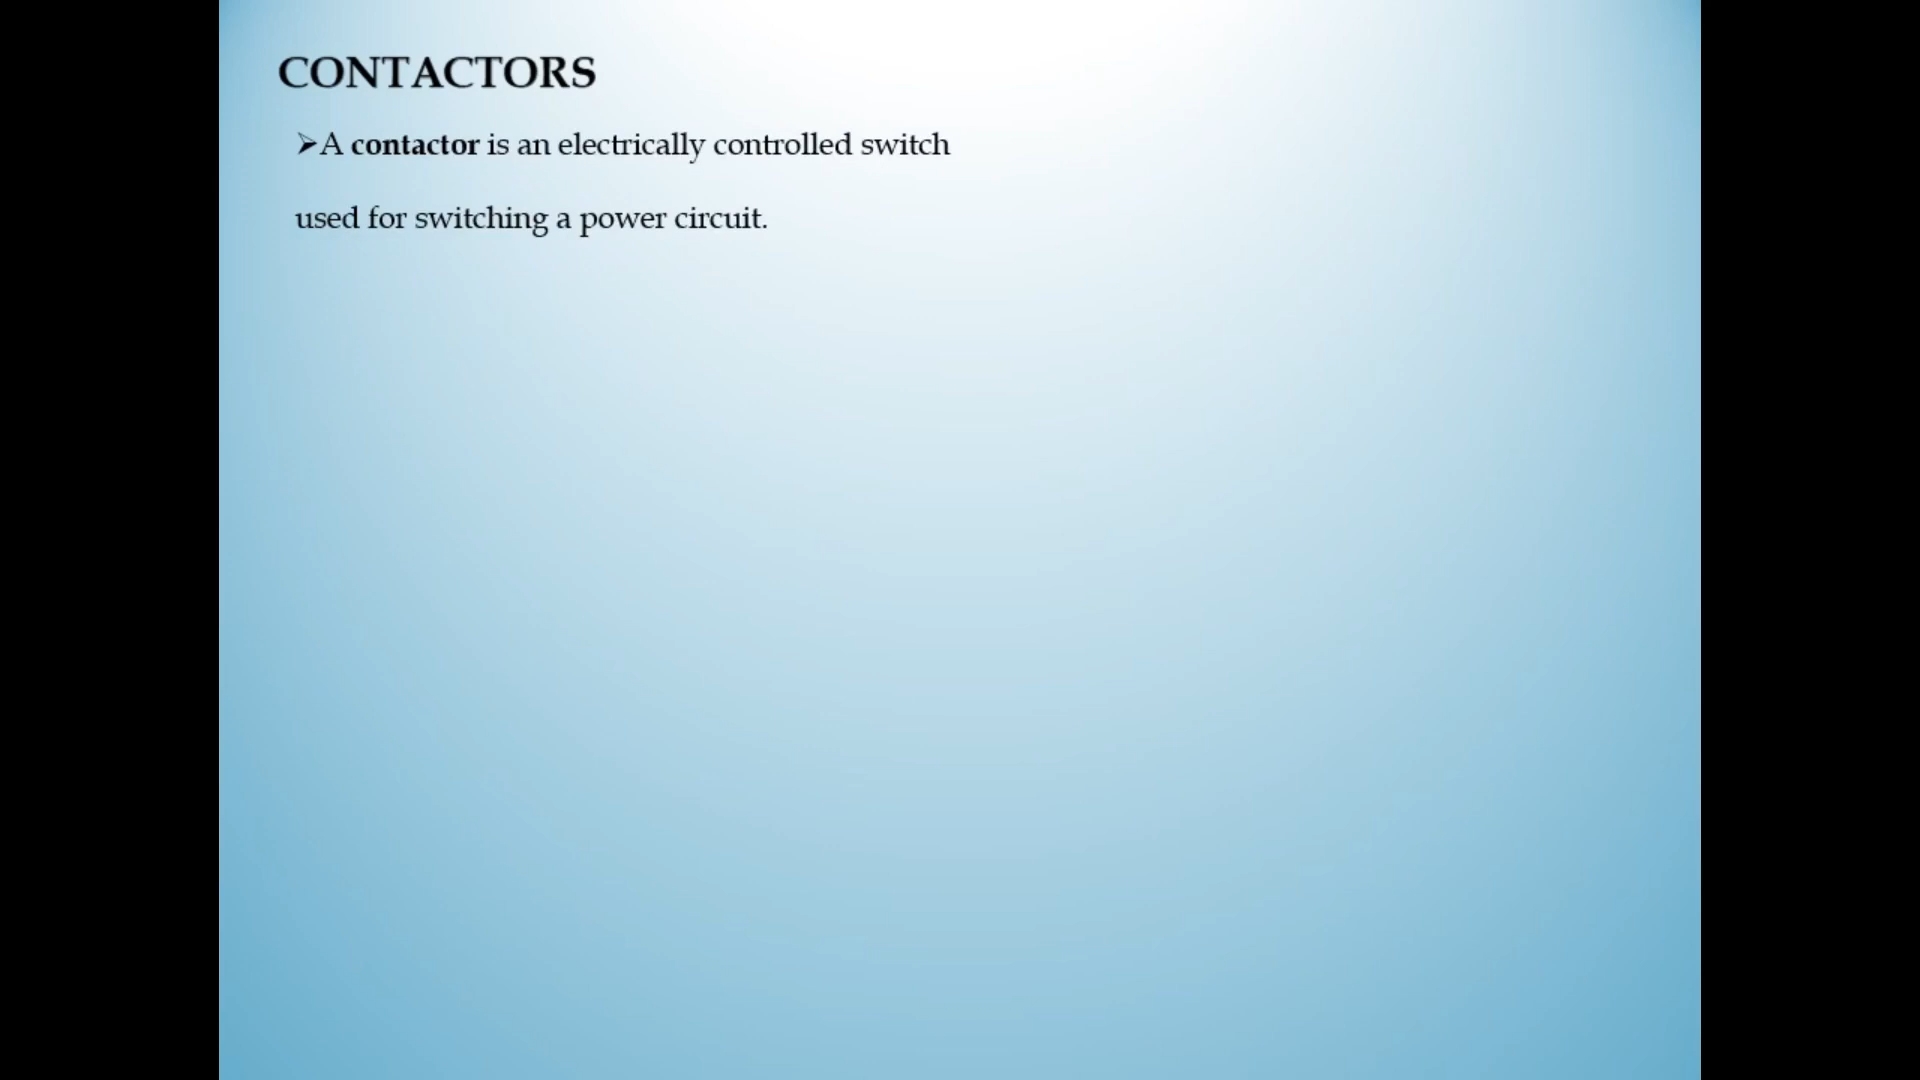 CONTACTORS
➢A contactor is an electrically controlled switch
used for switching a power circuit.